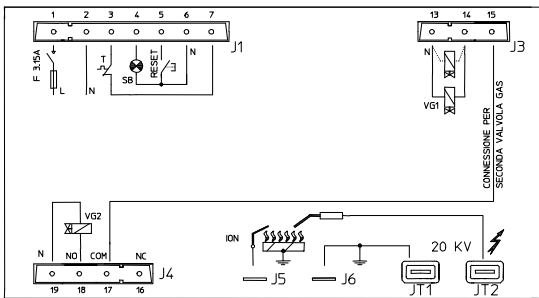 1 2 3 4 5 6 7
J1
13 14 15
J3
F 3.15A
L
N
T
SB
RESET
N
N
VG1
CONNESSIONE PER
SECONDA VALVOLA GAS
VG2
N NO COM NC
J4
19 18 17 16
ION
J5
J6
20 KV
JT1
JT2